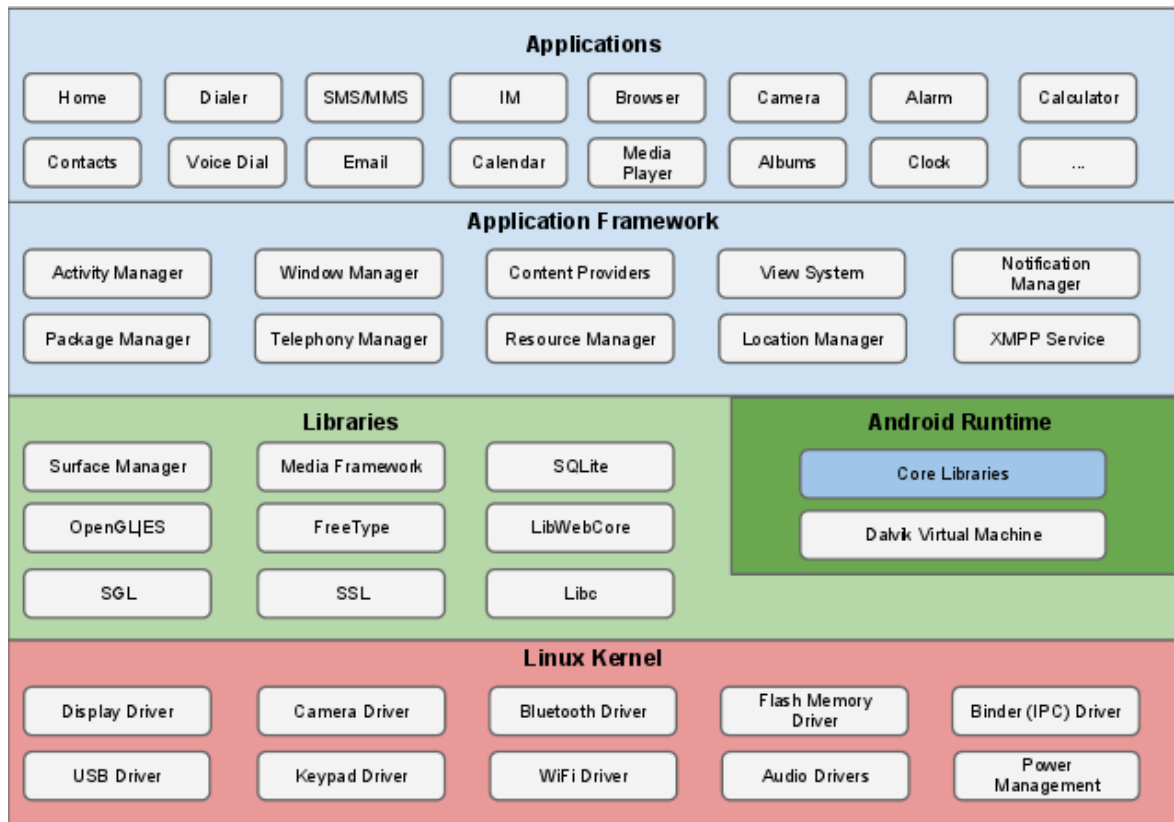 Applications
Home Dialer SMS/MMS IM Browser Camera Alarm Calculator
Contacts Voice Dial Email Calendar Media Player Albums Clock ...
Application Framework
Activity Manager Window Manager Content Providers View System Notification Manager
Package Manager Telephony Manager Resource Manager Location Manager XMPP Service
Libraries
Android Runtime
Surface Manager Media Framework SQLite
Core Libraries
OpenGL|ES FreeType LibWebCore
Dalvik Virtual Machine
SGL SSL Libc
Linux Kernel
Display Driver Camera Driver Bluetooth Driver Flash Memory Driver Binder (IPC) Driver
USB Driver Keypad Driver WiFi Driver Audio Drivers Power Management